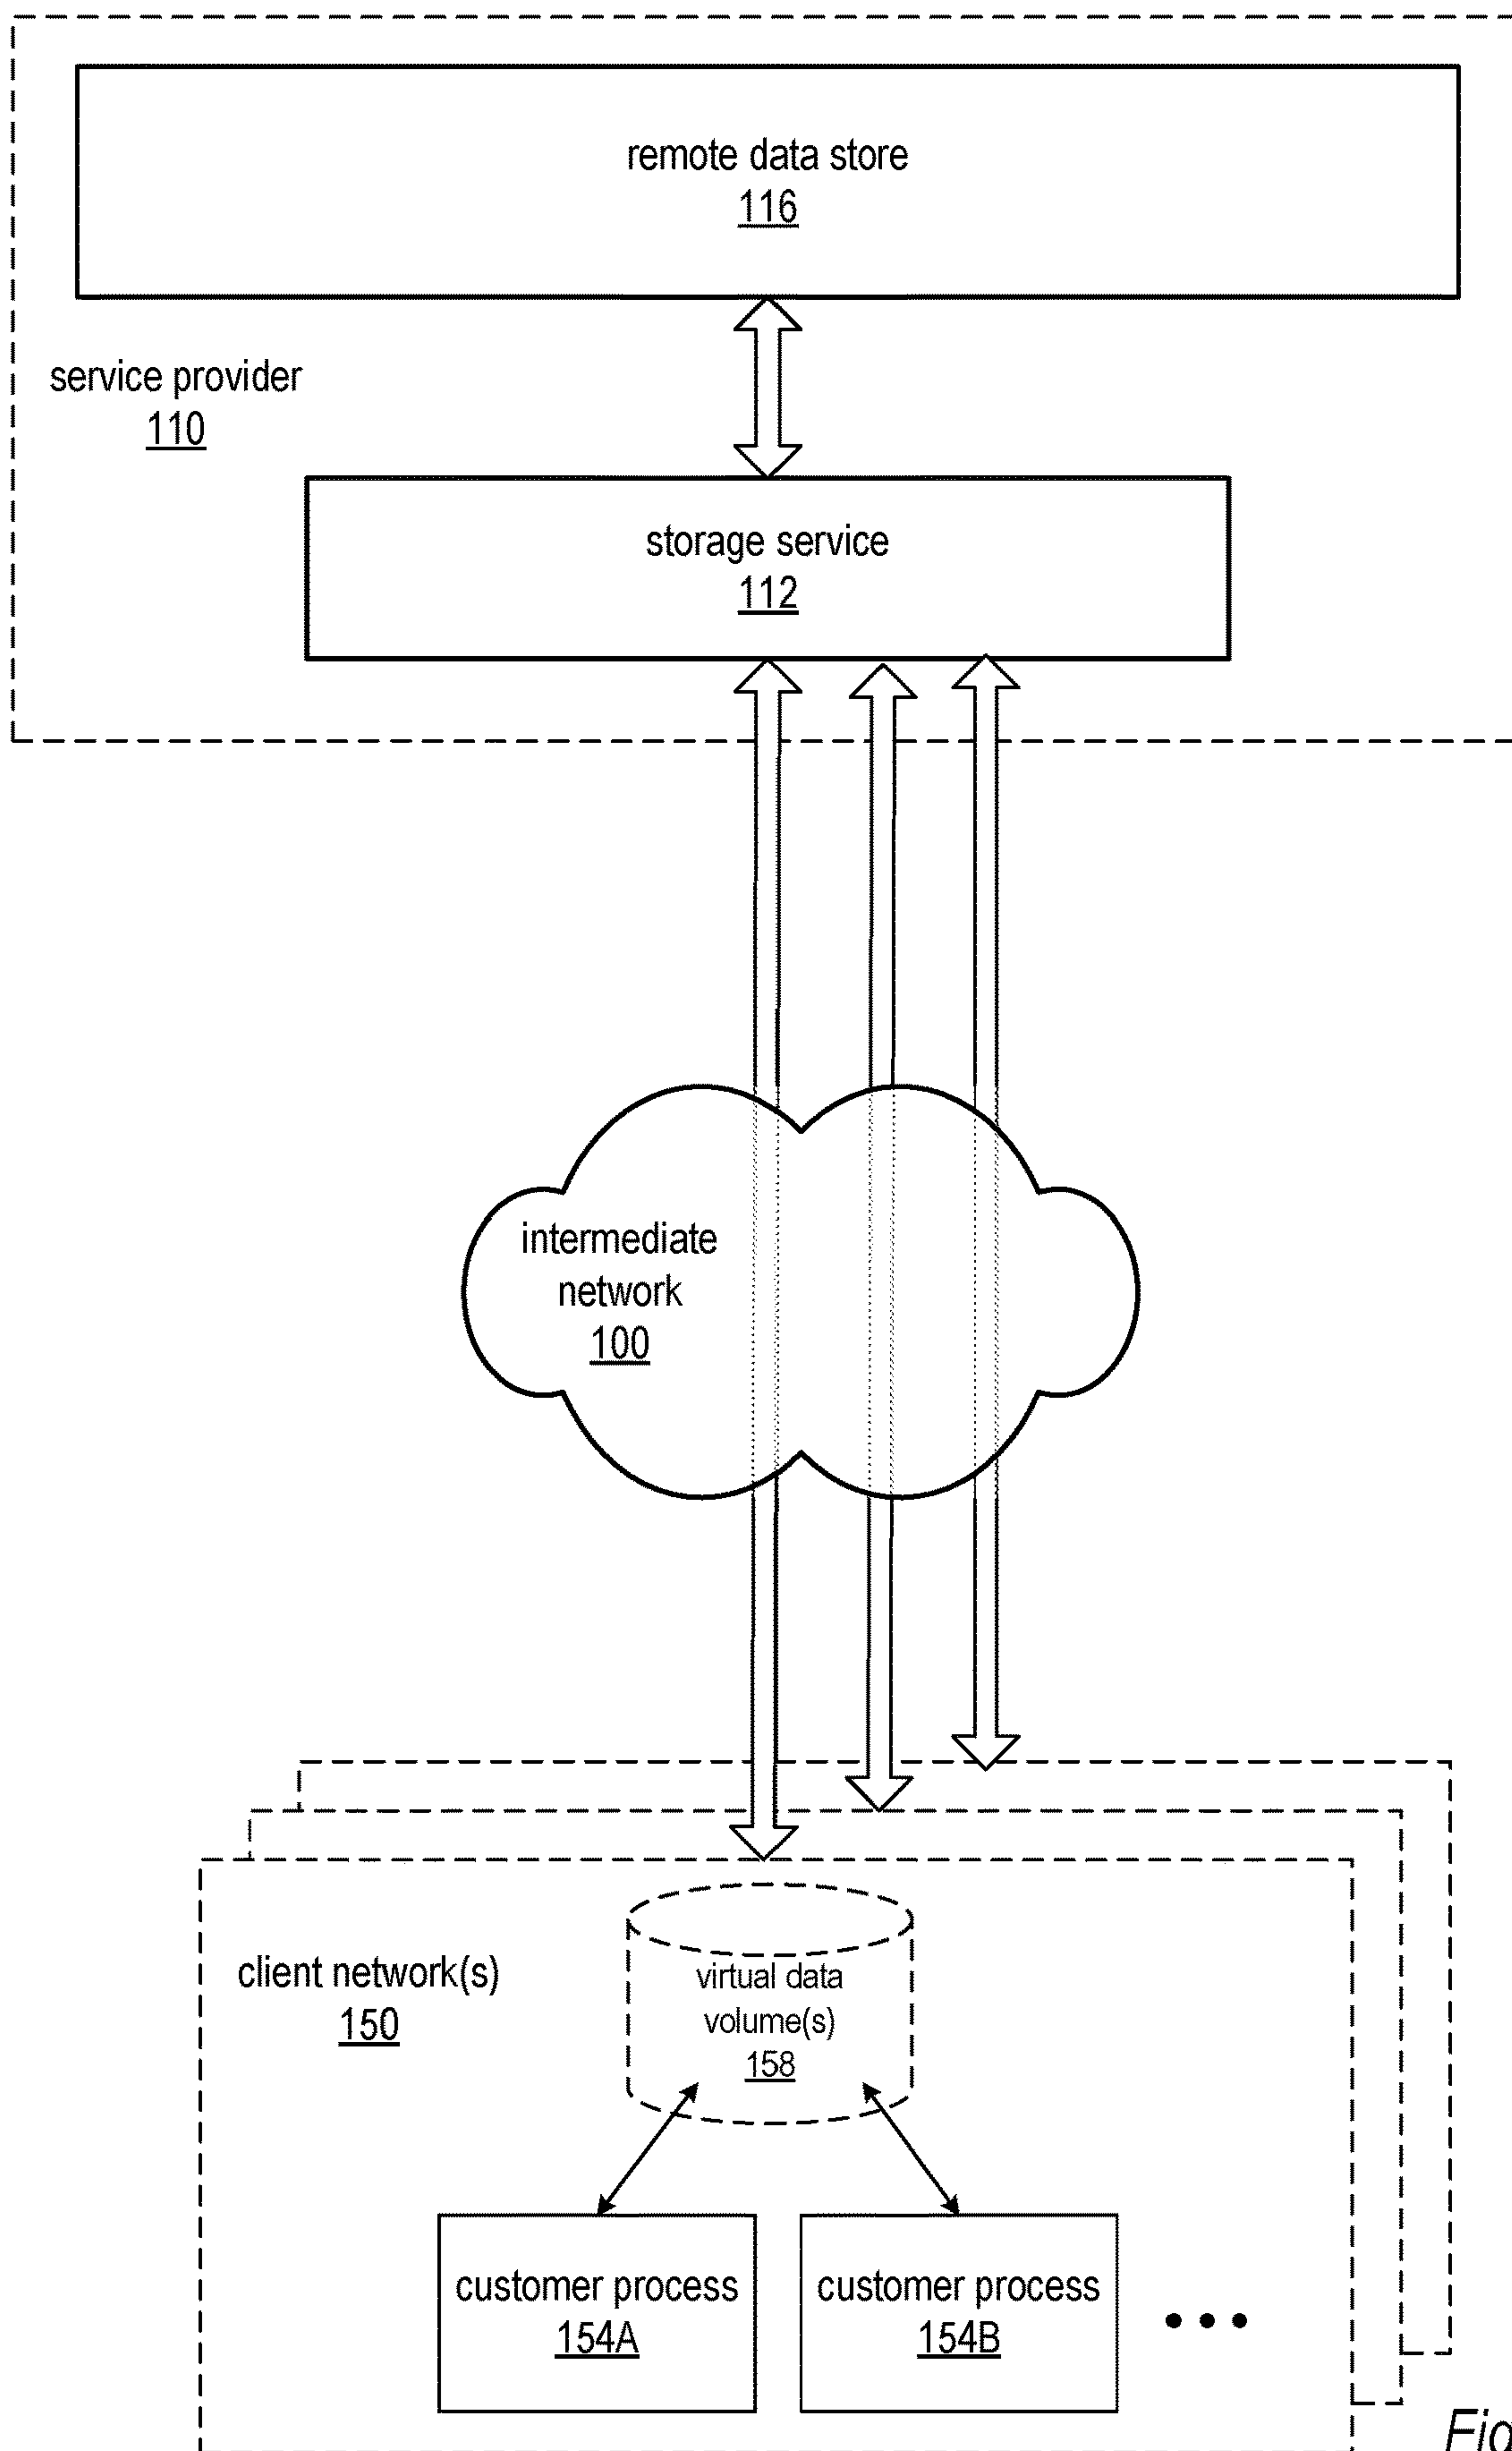 remote data store
116
service provider
110
storage service
112
intermediate
network
100
client network(s)
150
virtual data
volume(s)
158
customer process
154A
customer process
154B
Fig